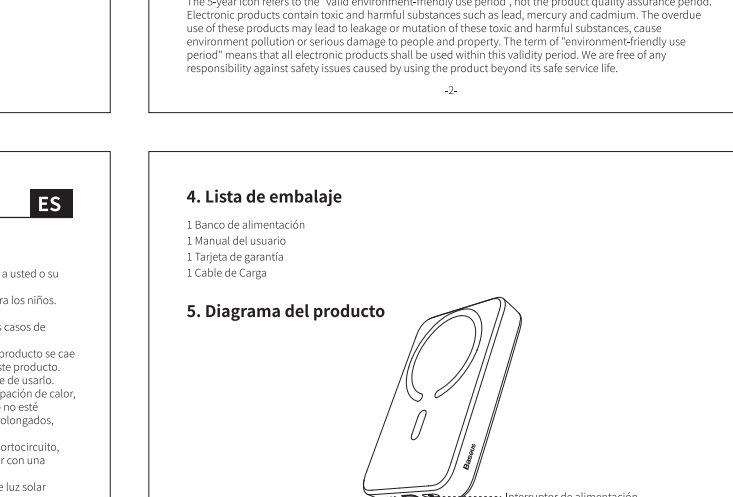 The 5-year icon refers to the "valid environment-friendly use period", not the product quality assurance period.
Electronic products contain toxic and harmful substances such as lead, mercury and cadmium. The overdue
use of these products may lead to leakage or mutation of these toxic and harmful substances, cause
environment pollution or serious damage to people and property. The term of "environment-friendly use
period" means that all electronic products shall be used within this validity period. We are free of any
responsibility against safety issues caused by using the product beyond its safe service life.
-2-
ES
a usted o su
ra los niños.
s casos de
producto se cae
ste producto.
e de usarlo.
pación de calor,
o no esté
rolongados,
ortocircuito,
r con una
e luz solar
4. Lista de embalaje
1 Banco de alimentación
1 Manual del usuario
1 Tarjeta de garantía
1 Cable de Carga
5. Diagrama del producto
Baseus
Interruptor de alimentación